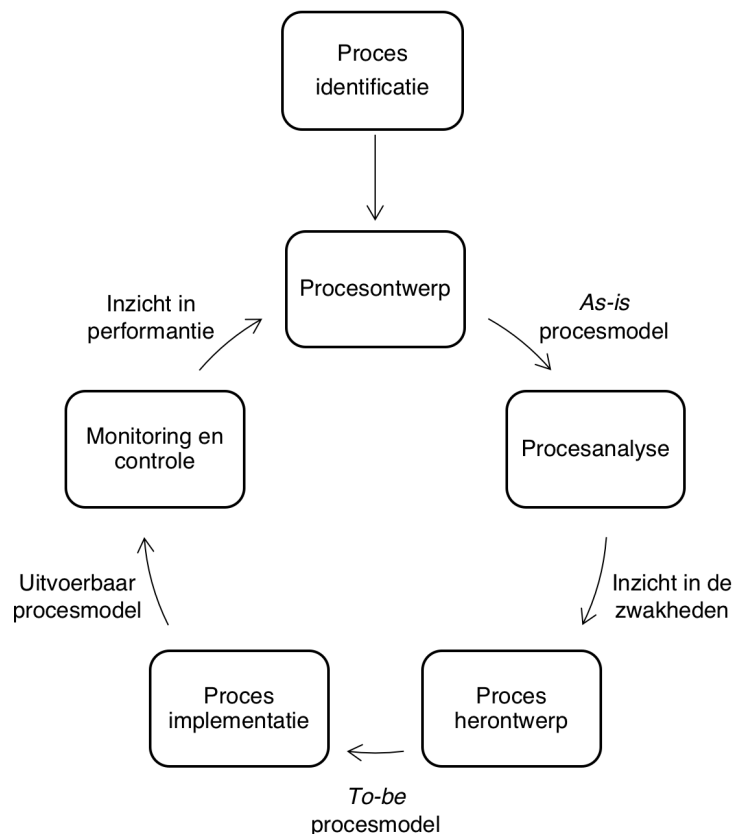 Proces
identificatie
Procesontwerp
Inzicht in
performantie
As-is
procesmodel
Monitoring en
controle
Procesanalyse
Uitvoerbaar
procesmodel
Inzicht in de
zwakheden
Proces
implementatie
Proces
herontwerp
To-be
procesmodel